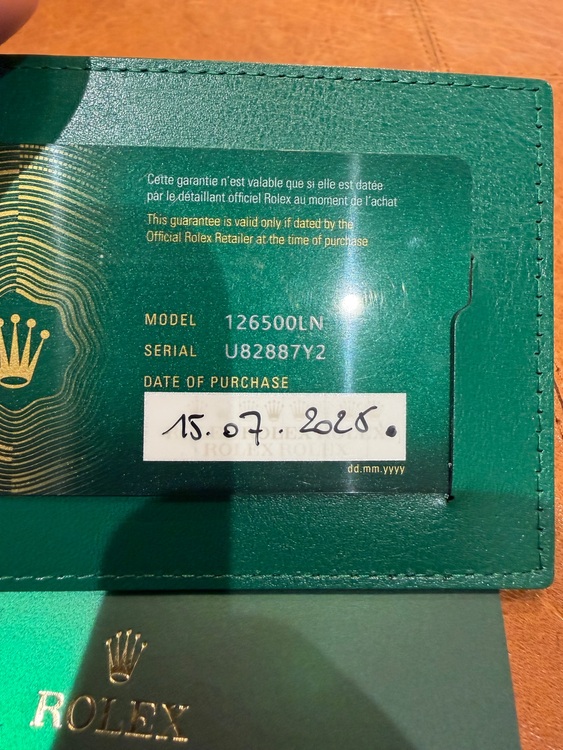 Cette garantie n'est valable que si elle est datée
par le détaillant officiel Rolex au moment de l'achat
This guarantee is valid only if dated by the
Official Rolex Retailer at the time of purchase
MODEL 126500LN
SERIAL U82887Y2
DATE OF PURCHASE
15.07.2025.
dd.mm.yyyy
ROLEX